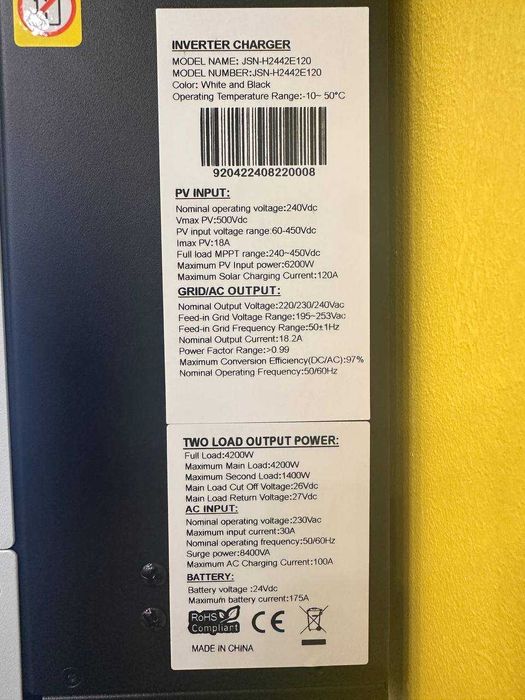 INVERTER CHARGER
MODEL NAME: JSN-H2442E120
MODEL NUMBER:JSN-H2442E120
Color: White and Black
Operating Temperature Range:-10~ 50°C
920422408220008
PV INPUT:
Nominal operating voltage:240Vdc
Vmax PV:500Vdc
PV input voltage range:60-450Vdc
Imax PV:18A
Full load MPPT range:240~450Vdc
Maximum PV Input power:6200W
Maximum Solar Charging Current:120A
GRID/AC OUTPUT:
Nominal Output Voltage:220/230/240Vac
Feed-in Grid Voltage Range:195~253Vac
Feed-in Grid Frequency Range:50±1Hz
Nominal Output Current:18.2A
Power Factor Range:>0.99
Maximum Conversion Efficiency(DC/AC):97%
Nominal Operating Frequency:50/60Hz
TWO LOAD OUTPUT POWER:
Full Load:4200W
Maximum Main Load:4200W
Maximum Second Load:1400W
Main Load Cut Off Voltage:26Vdc
Main Load Return Voltage:27Vdc
AC INPUT:
Nominal operating voltage:230Vac
Maximum input current:30A
Nominal operating frequency:50/60Hz
Surge power:8400VA
Maximum AC Charging Current:100A
BATTERY:
Battery voltage :24Vdc
Maximum battery current:175A
RoHS
Compliant CE
MADE IN CHINA